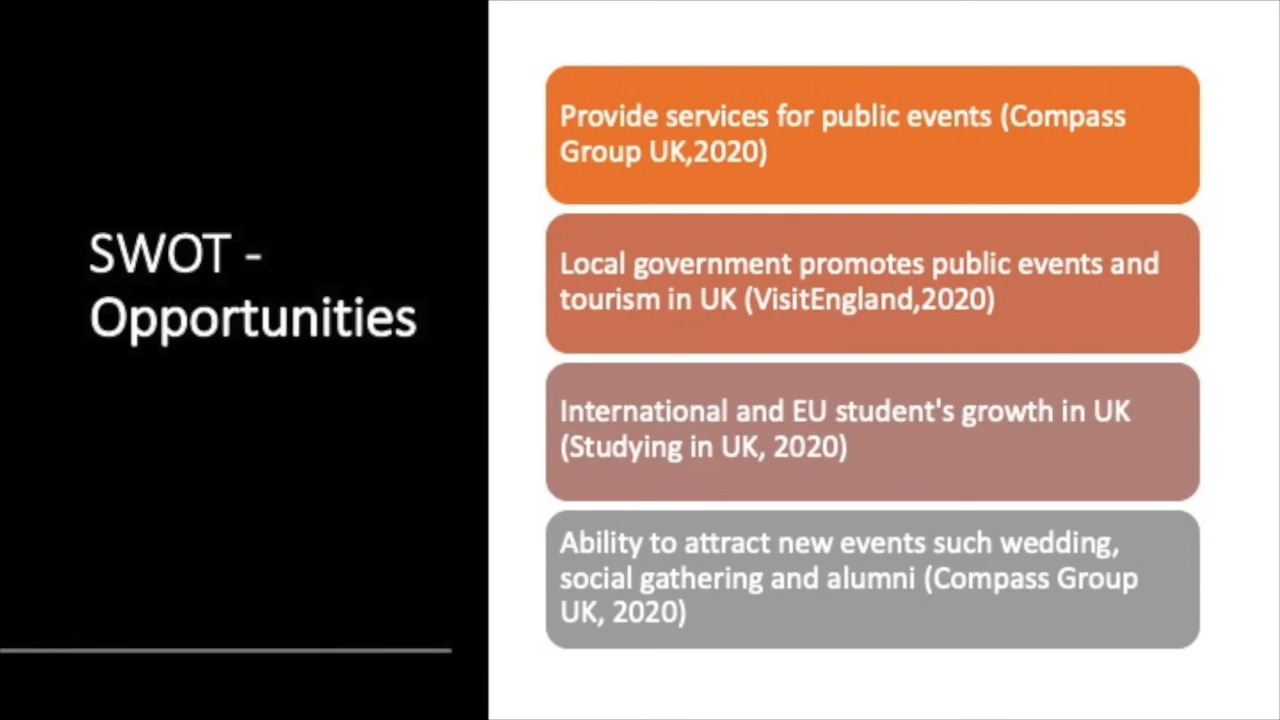 SWOT -
Opportunities
Provide services for public events (Compass
Group UK,2020)
Local government promotes public events and
tourism in UK (VisitEngland,2020)
International and EU student's growth in UK
(Studying in UK, 2020)
Ability to attract new events such wedding,
social gathering and alumni (Compass Group
UK, 2020)